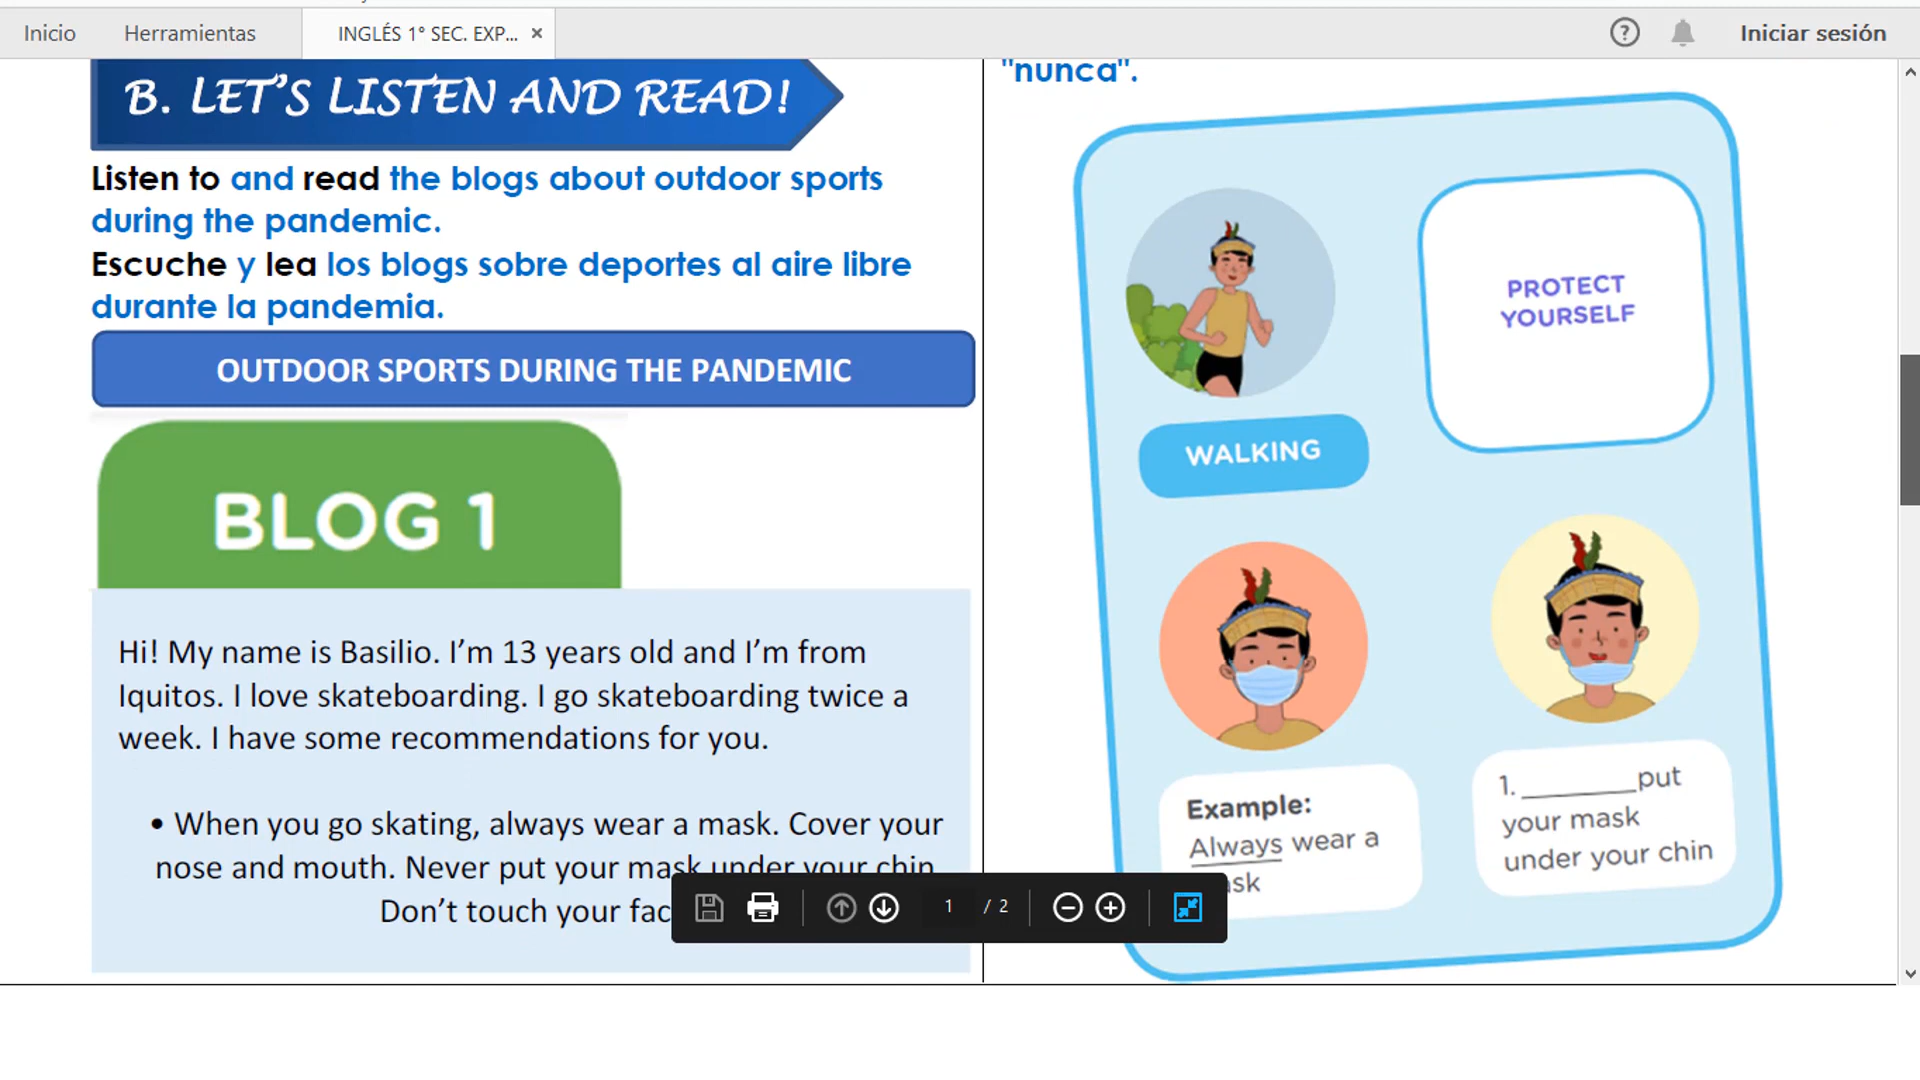 Inicio
Herramientas
INGLÉS 1° SEC. EXP...
Iniciar sesión
B. LET'S LISTEN AND READ!
Listen to and read the blogs about outdoor sports
during the pandemic.
Escuche y lea los blogs sobre deportes al aire libre
durante la pandemia.
OUTDOOR SPORTS DURING THE PANDEMIC
BLOG 1
Hi! My name is Basilio. I'm 13 years old and I'm from
Iquitos. I love skateboarding. I go skateboarding twice a
week. I have some recommendations for you.
• When you go skating, always wear a mask. Cover your
nose and mouth. Never put your mask under your chin
Don't touch your fac
"nunca".
PROTECT
YOURSELF
WALKING
Example:
Always wear a
ask
1. ________put
your mask
under your chin
1 / 2